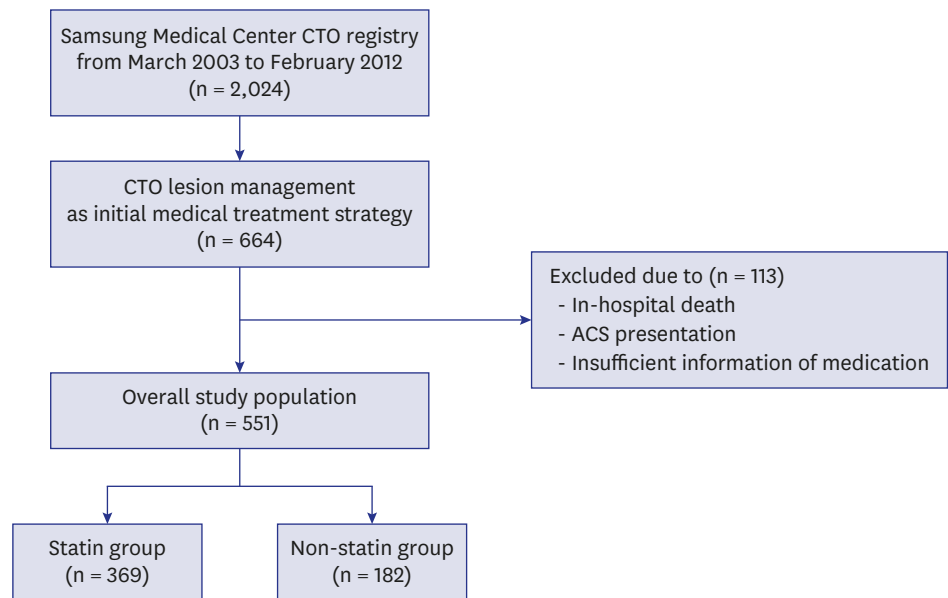 Samsung Medical Center CTO registry
from March 2003 to February 2012
(n = 2,024)
CTO lesion management
as initial medical treatment strategy
(n = 664)
Excluded due to (n = 113)
- In-hospital death
- ACS presentation
- Insufficient information of medication
Overall study population
(n = 551)
Statin group
(n = 369)
Non-statin group
(n = 182)